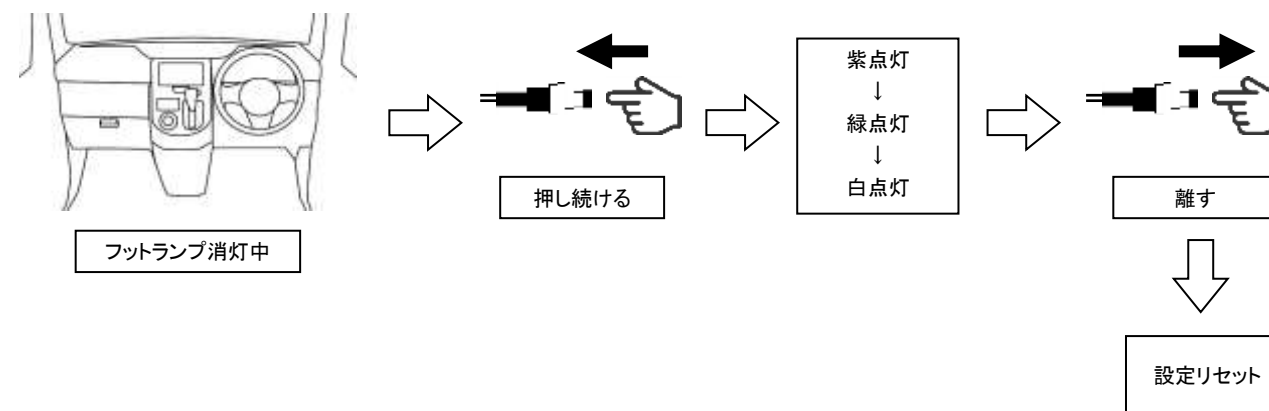 フットランプ消灯中
押し続ける
紫点灯
↓
緑点灯
↓
白点灯
離す
設定リセット